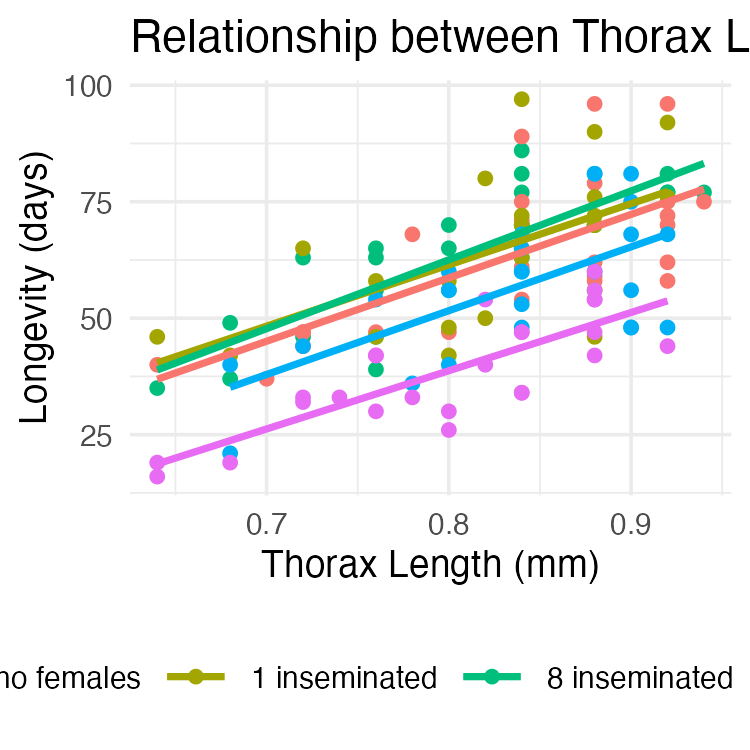 Relationship between Thorax L
100
75
50
25
Longevity (days)
0.7 0.8 0.9
Thorax Length (mm)
no females 1 inseminated 8 inseminated